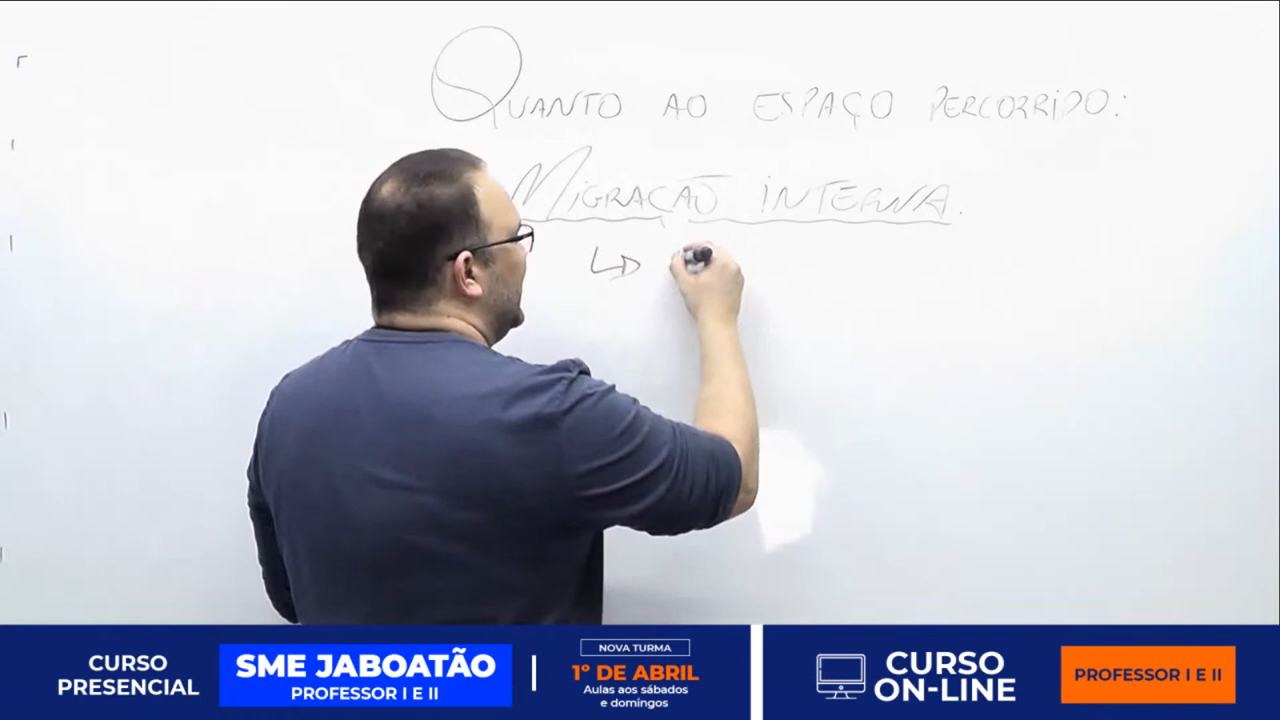 QUANTO AO ESPAÇO PERCORRIDO:
MIGRAÇÃO INTERNA.
CURSO
PRESENCIAL
SME JABOATÃO
PROFESSOR I E II
NOVA TURMA
1º DE ABRIL
Aulas aos sábados
e domingos
CURSO
ON-LINE
PROFESSOR I E II